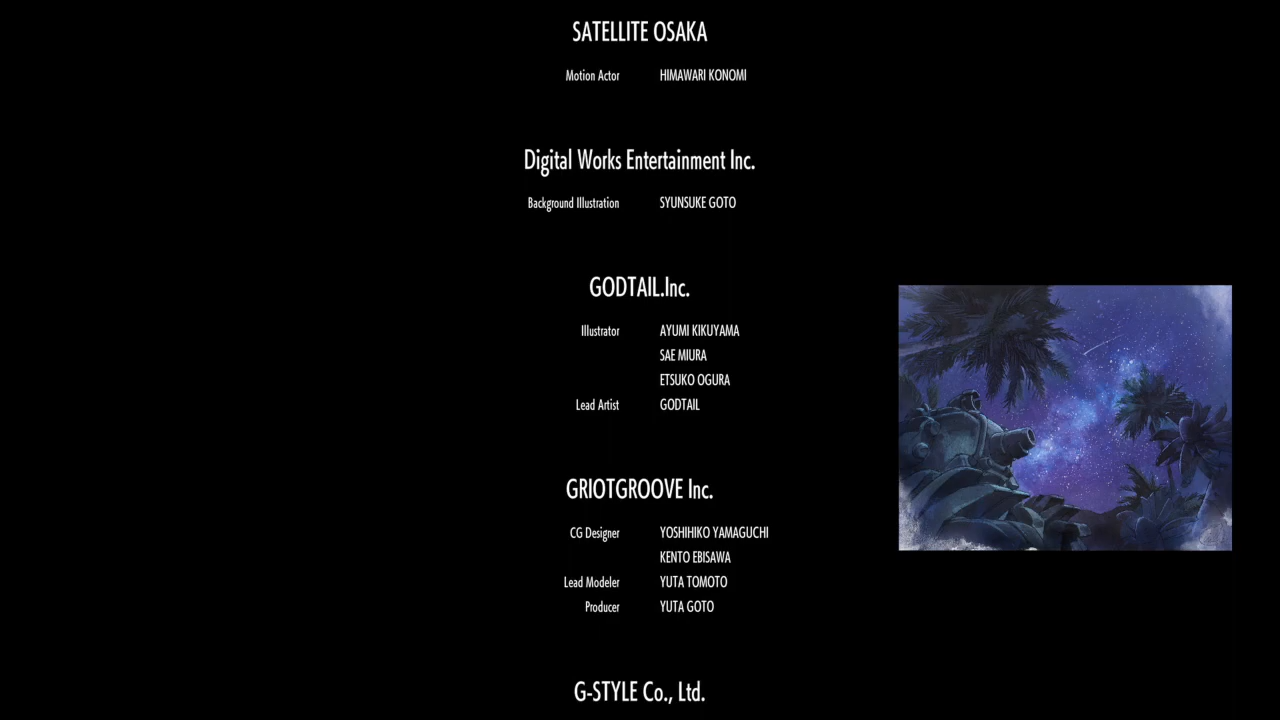 SATELLITE OSAKA
Motion Actor HIMAWARI KONOMI
Digital Works Entertainment Inc.
Background Illustration SYUNSUKE GOTO
GODTAIL.Inc.
Illustrator AYUMI KIKUYAMA
SAE MIURA
ETSUKO OGURA
Lead Artist GODTAIL
GRIOTGROOVE Inc.
CG Designer YOSHIHIKO YAMAGUCHI
KENTO EBISAWA
Lead Modeler YUTA TOMOTO
Producer YUTA GOTO
G-STYLE Co., Ltd.